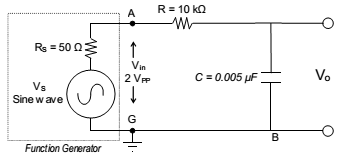 A
R = 10 kΩ
Rs = 50 Ω
Vin
2 VPP
Vs
Sine wave
C = 0.005 µF
Vo
G
B
Function Generator